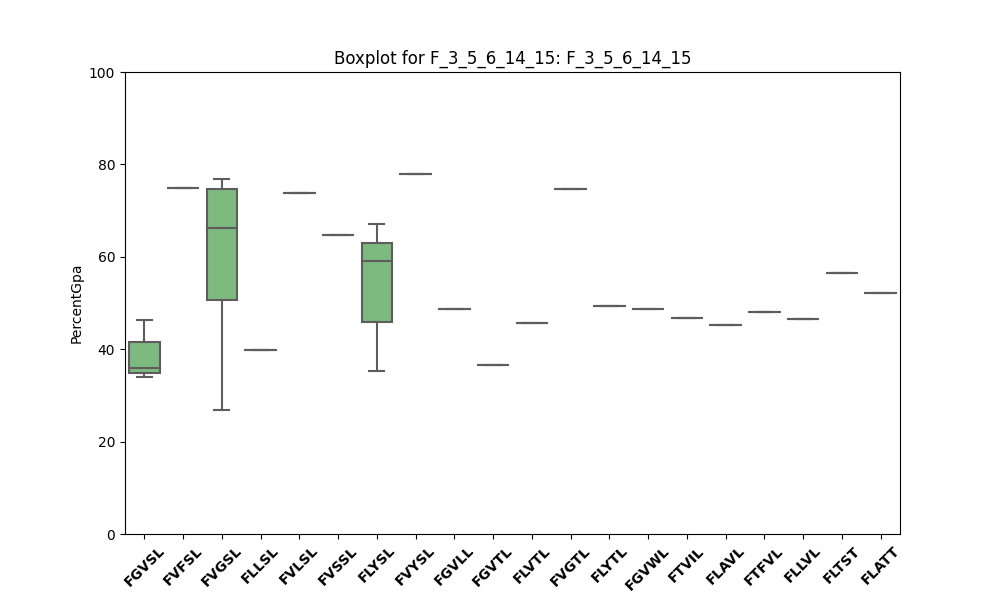 Boxplot for F_3_5_6_14_15: F_3_5_6_14_15
100
80
60
40
20
0
PercentGpa
FGVSL
FVFSL
FVGSL
FLLSL
FVLSL
FVSSL
FLYSL
FVYSL
FGVLL
FGVTL
FLVTL
FVGTL
FLYTL
FGVWL
FTVIL
FLAVL
FTFVL
FLLVL
FLTST
FLATT